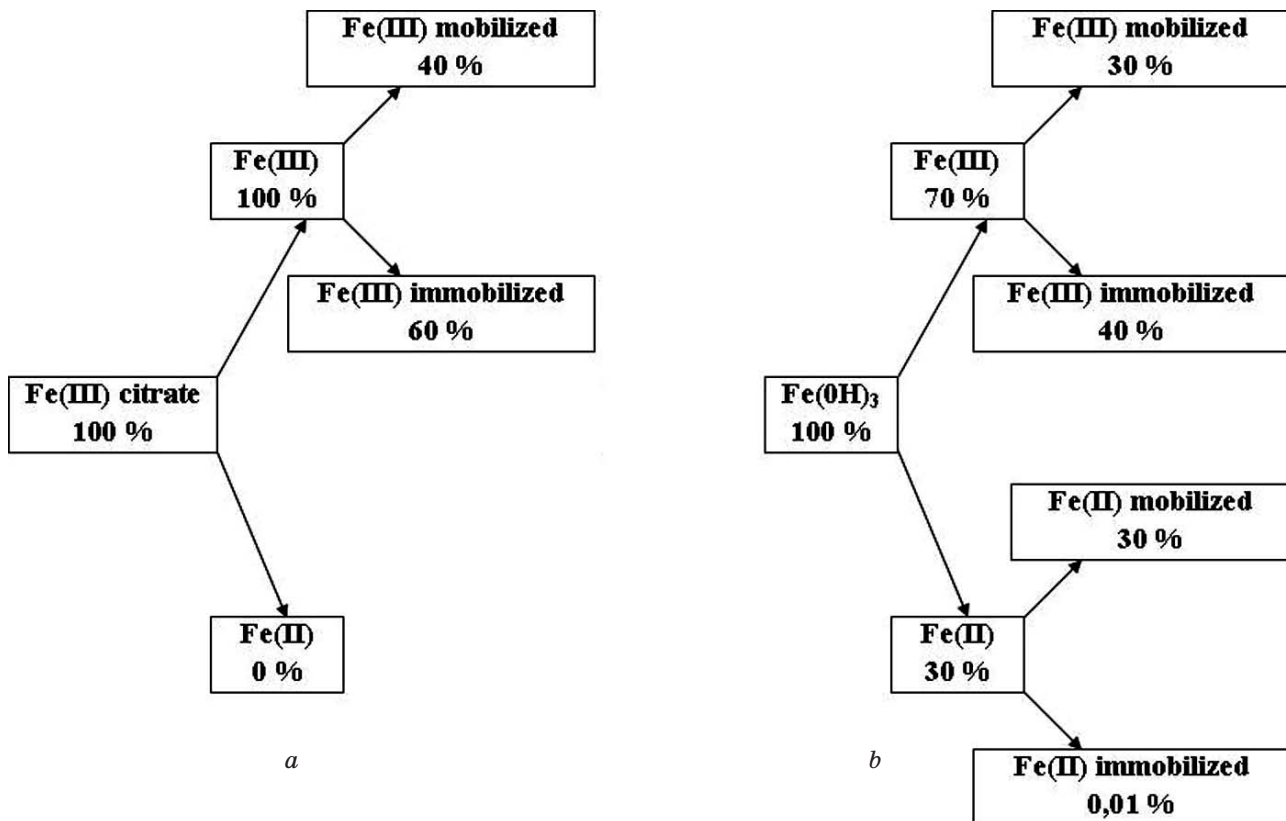 Fe(III) mobilized
40 %
Fe(III)
100 %
Fe(III) immobilized
60 %
Fe(III) citrate
100 %
Fe(II)
0 %
a
Fe(III) mobilized
30 %
Fe(III)
70 %
Fe(III) immobilized
40 %
Fe(0H)₃
100 %
Fe(II) mobilized
30 %
Fe(II)
30 %
Fe(II) immobilized
0,01 %
b